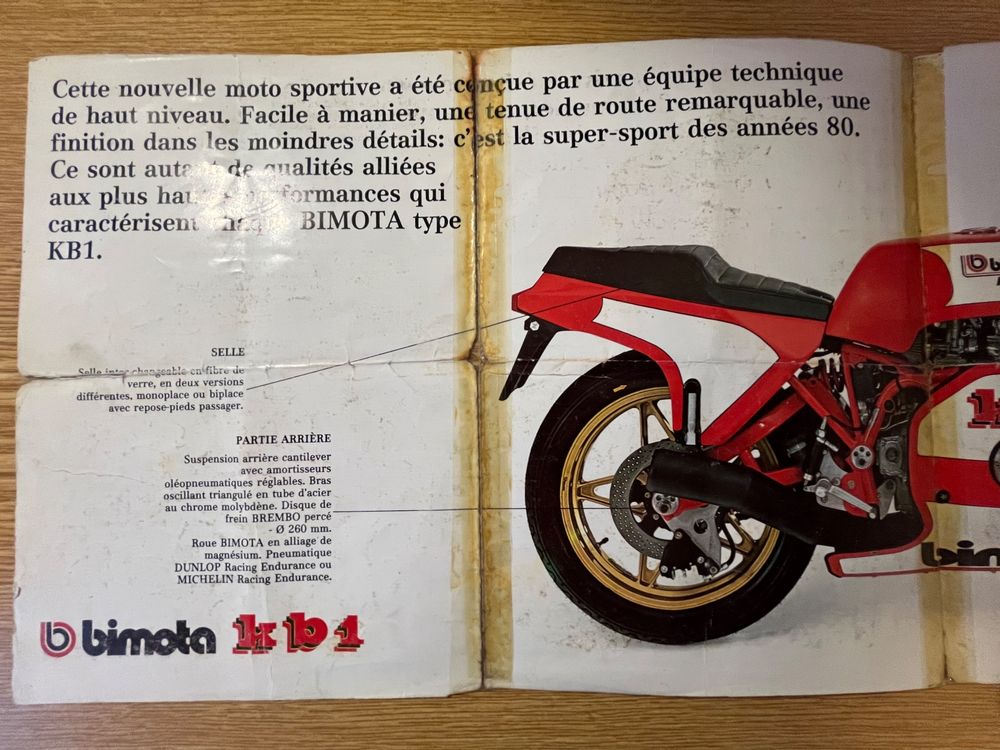 Cette nouvelle moto sportive a été conçue par une équipe technique
de haut niveau. Facile à manier, une tenue de route remarquable, une
finition dans les moindres détails: c'est la super-sport des années 80.
Ce sont autant de qualités alliées
aux plus hautes performances qui
caractérisent chaque BIMOTA type
KB1.
SELLE
Selle interchangeable en fibre de
verre, en deux versions
différentes, monoplace ou biplace
avec repose-pieds passager.
PARTIE ARRIÈRE
Suspension arrière cantilever
avec amortisseurs
oléopneumatiques réglables. Bras
oscillant triangulé en tube d'acier
au chrome molybdène. Disque de
frein BREMBO percé
- Ø 260 mm.
Roue BIMOTA en alliage de
magnésium. Pneumatique
DUNLOP Racing Endurance ou
MICHELIN Racing Endurance.
b bimota kb1